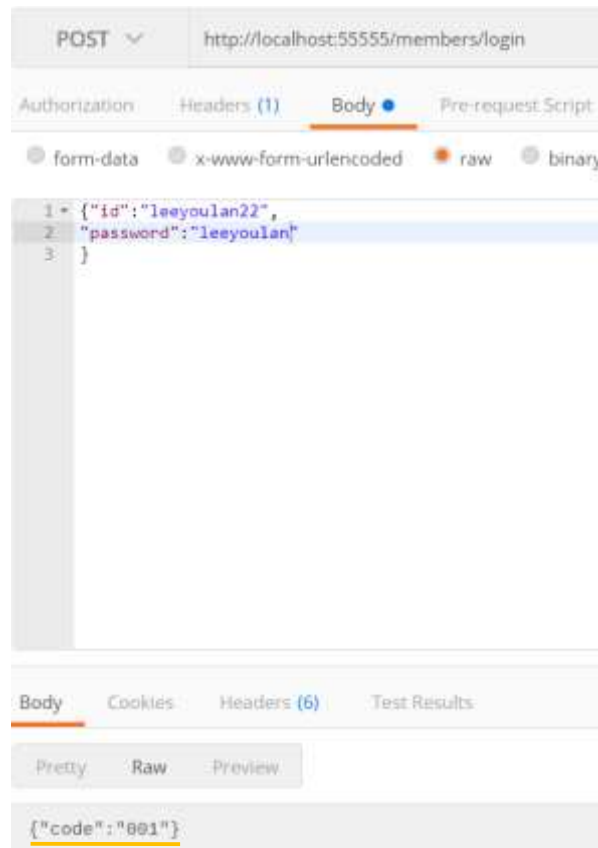 POST http://localhost:55555/members/login
Authorization Headers (1) Body Pre-request Script
form-data x-www-form-urlencoded raw binary
1 {"id":"leeyoulan22",
2 "password":"leeyoulan"
3 }
Body Cookies Headers (6) Test Results
Pretty Raw Preview
{"code":"001"}